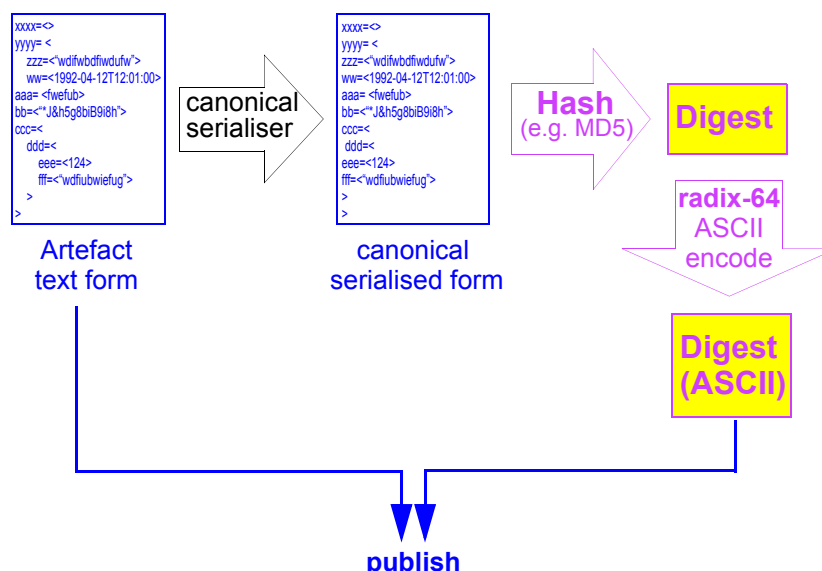 xxxx=<>
yyyy= <
zzz=<“wdifwbdfiwdufw”>
ww=<1992-04-12T12:01:00>
aaa= <fwefub>
bb=<“*J&h5g8biB9i8h”>
ccc=<
ddd=<
eee=<124>
fff=<“wdfiubwiefug”>
>
>
Artefact
text form
canonical
serialiser
xxxx=<>
yyyy= <
zzz=<“wdifwbdfiwdufw”>
ww=<1992-04-12T12:01:00>
aaa= <fwefub>
bb=<“*J&h5g8biB9i8h”>
ccc=<
ddd=<
eee=<124>
fff=<“wdfiubwiefug”>
>
>
canonical
serialised form
Hash
(e.g. MD5)
Digest
radix-64
ASCII
encode
Digest
(ASCII)
publish